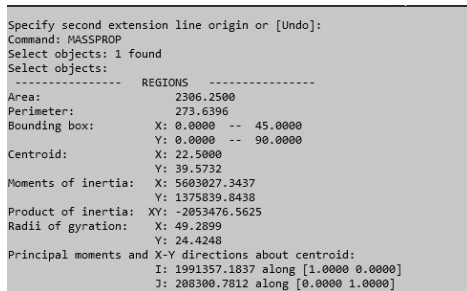 Specify second extension line origin or [Undo]:
Command: MASSPROP
Select objects: 1 found
Select objects:
---------------- REGIONS ----------------
Area: 2306.2500
Perimeter: 273.6396
Bounding box: X: 0.0000 -- 45.0000
Y: 0.0000 -- 90.0000
Centroid: X: 22.5000
Y: 39.5732
Moments of inertia: X: 5603027.3437
Y: 1375839.8438
Product of inertia: XY: -2053476.5625
Radii of gyration: X: 49.2899
Y: 24.4248
Principal moments and X-Y directions about centroid:
I: 1991357.1837 along [1.0000 0.0000]
J: 208300.7812 along [0.0000 1.0000]